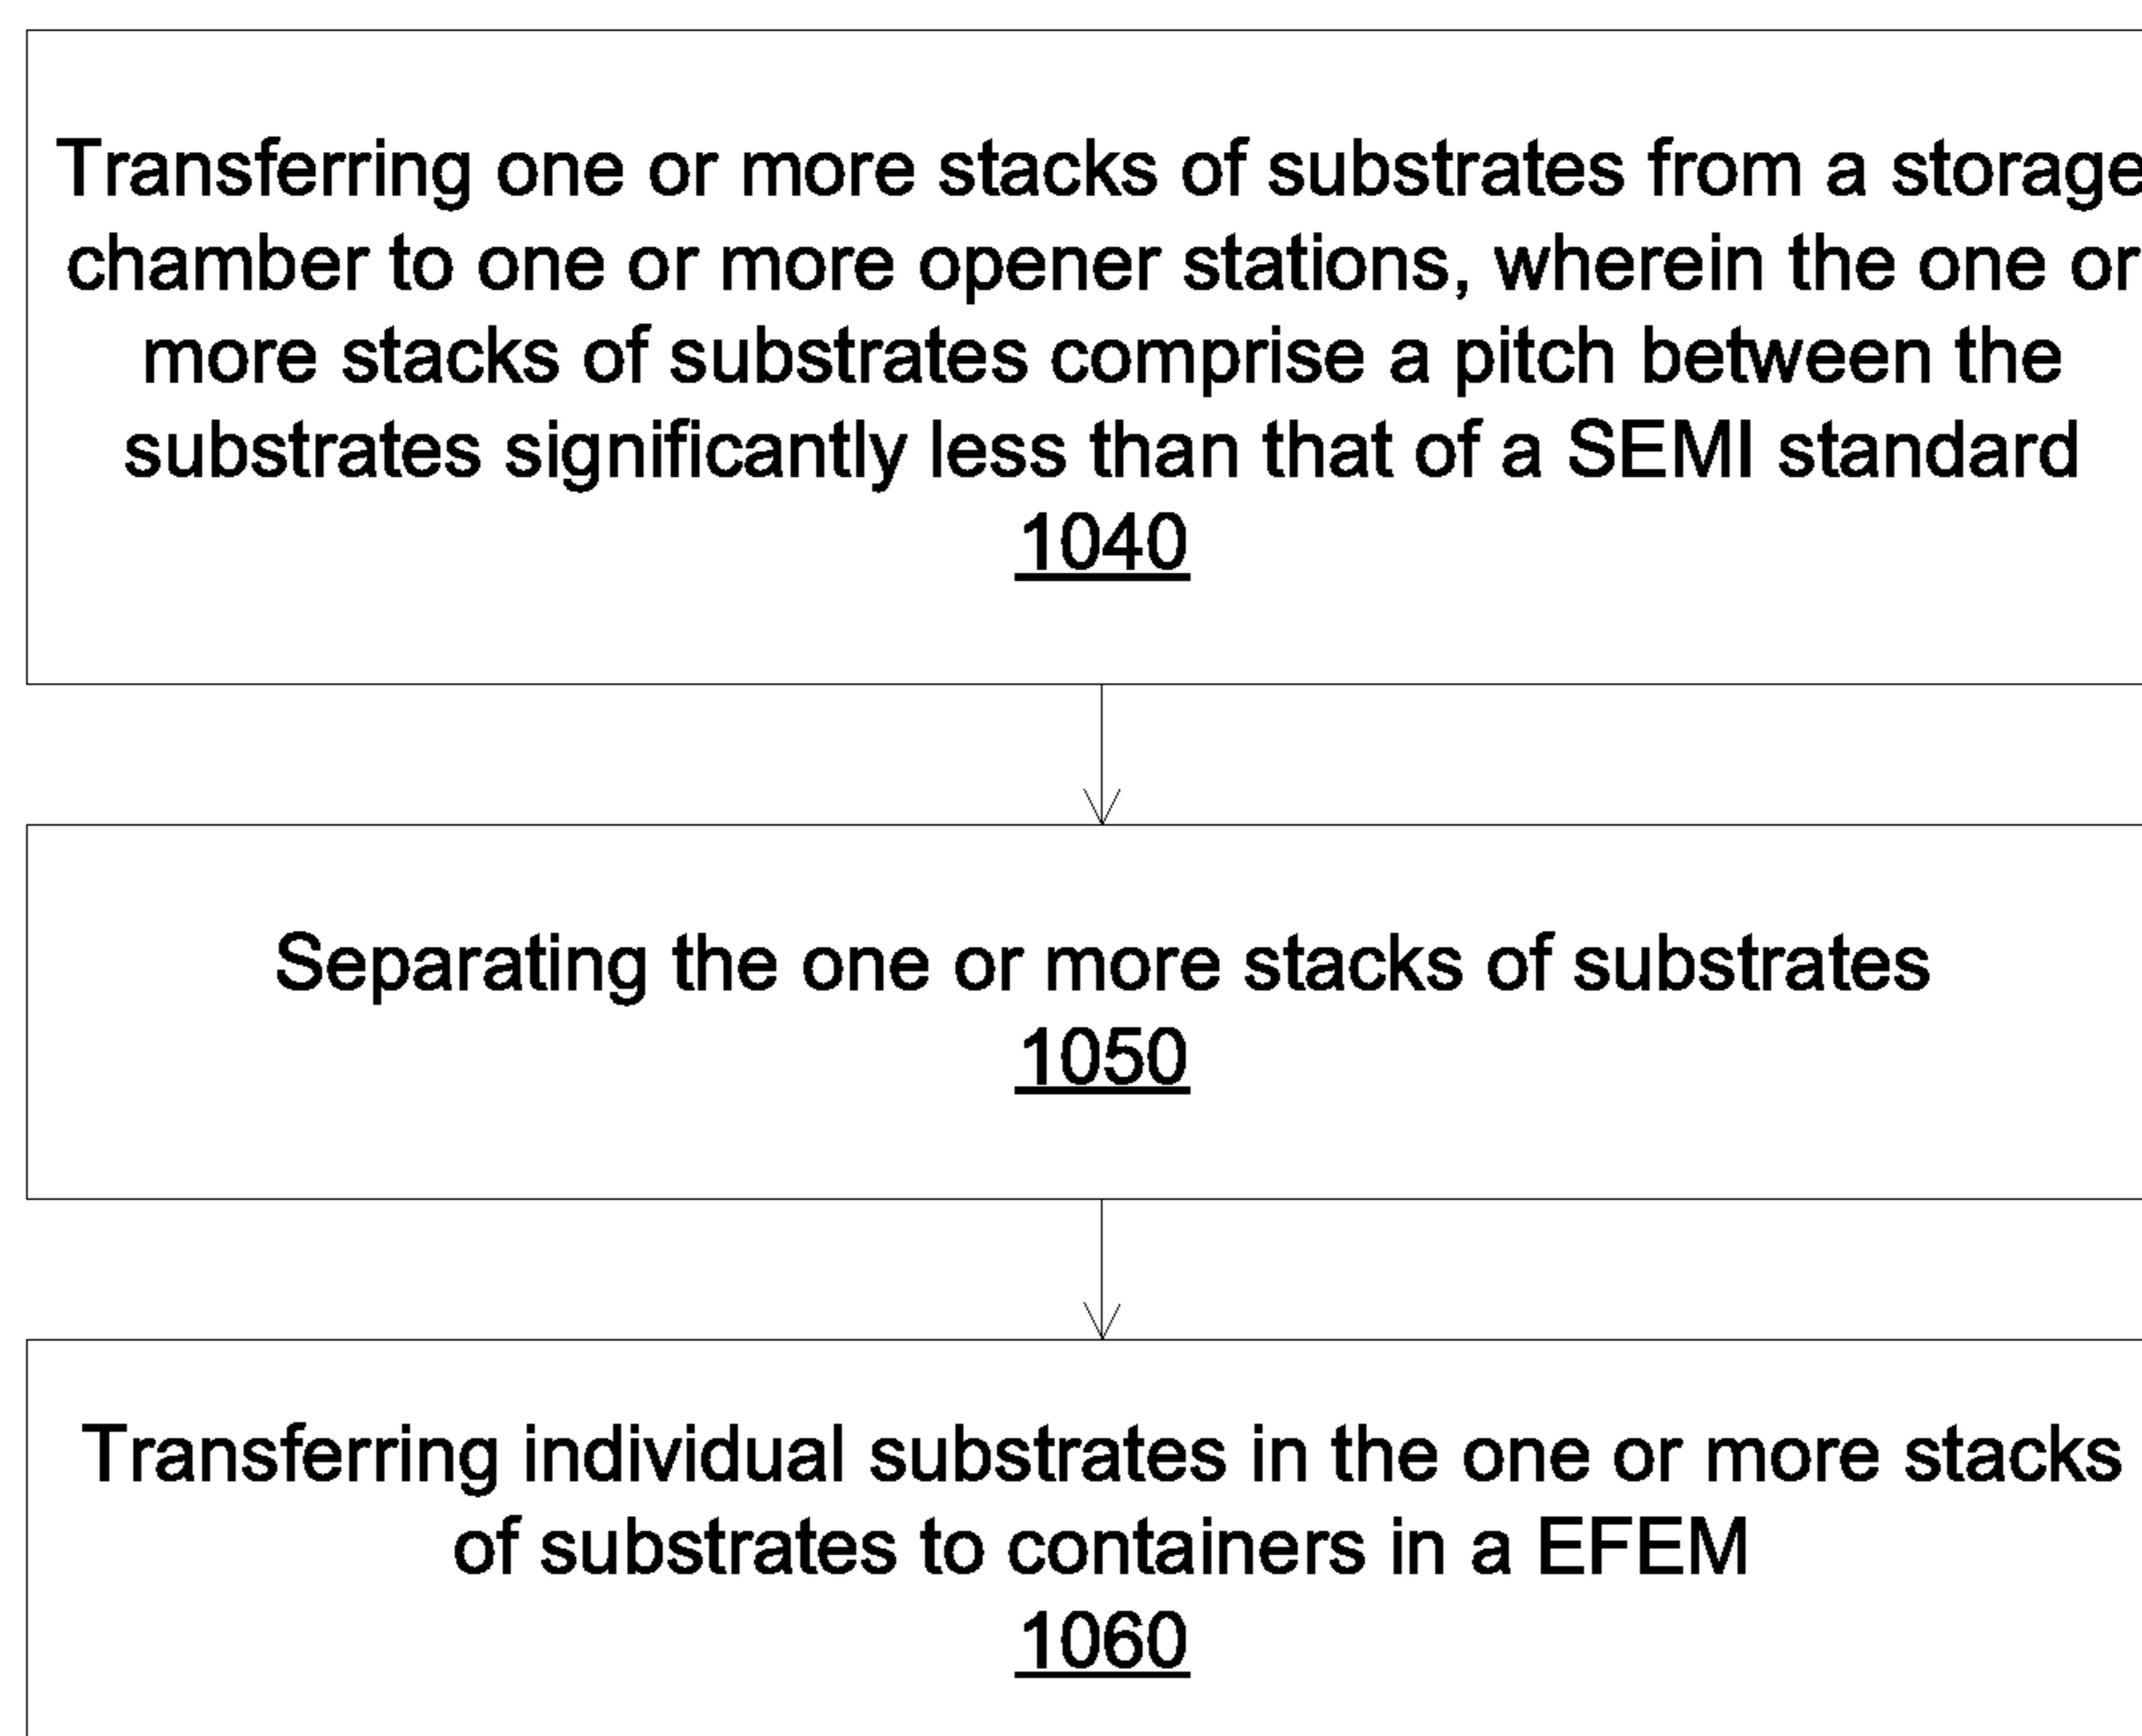 Transferring one or more stacks of substrates from a storage
chamber to one or more opener stations, wherein the one or
more stacks of substrates comprise a pitch between the
substrates significantly less than that of a SEMI standard
1040
Separating the one or more stacks of substrates
1050
Transferring individual substrates in the one or more stacks
of substrates to containers in a EFEM
1060